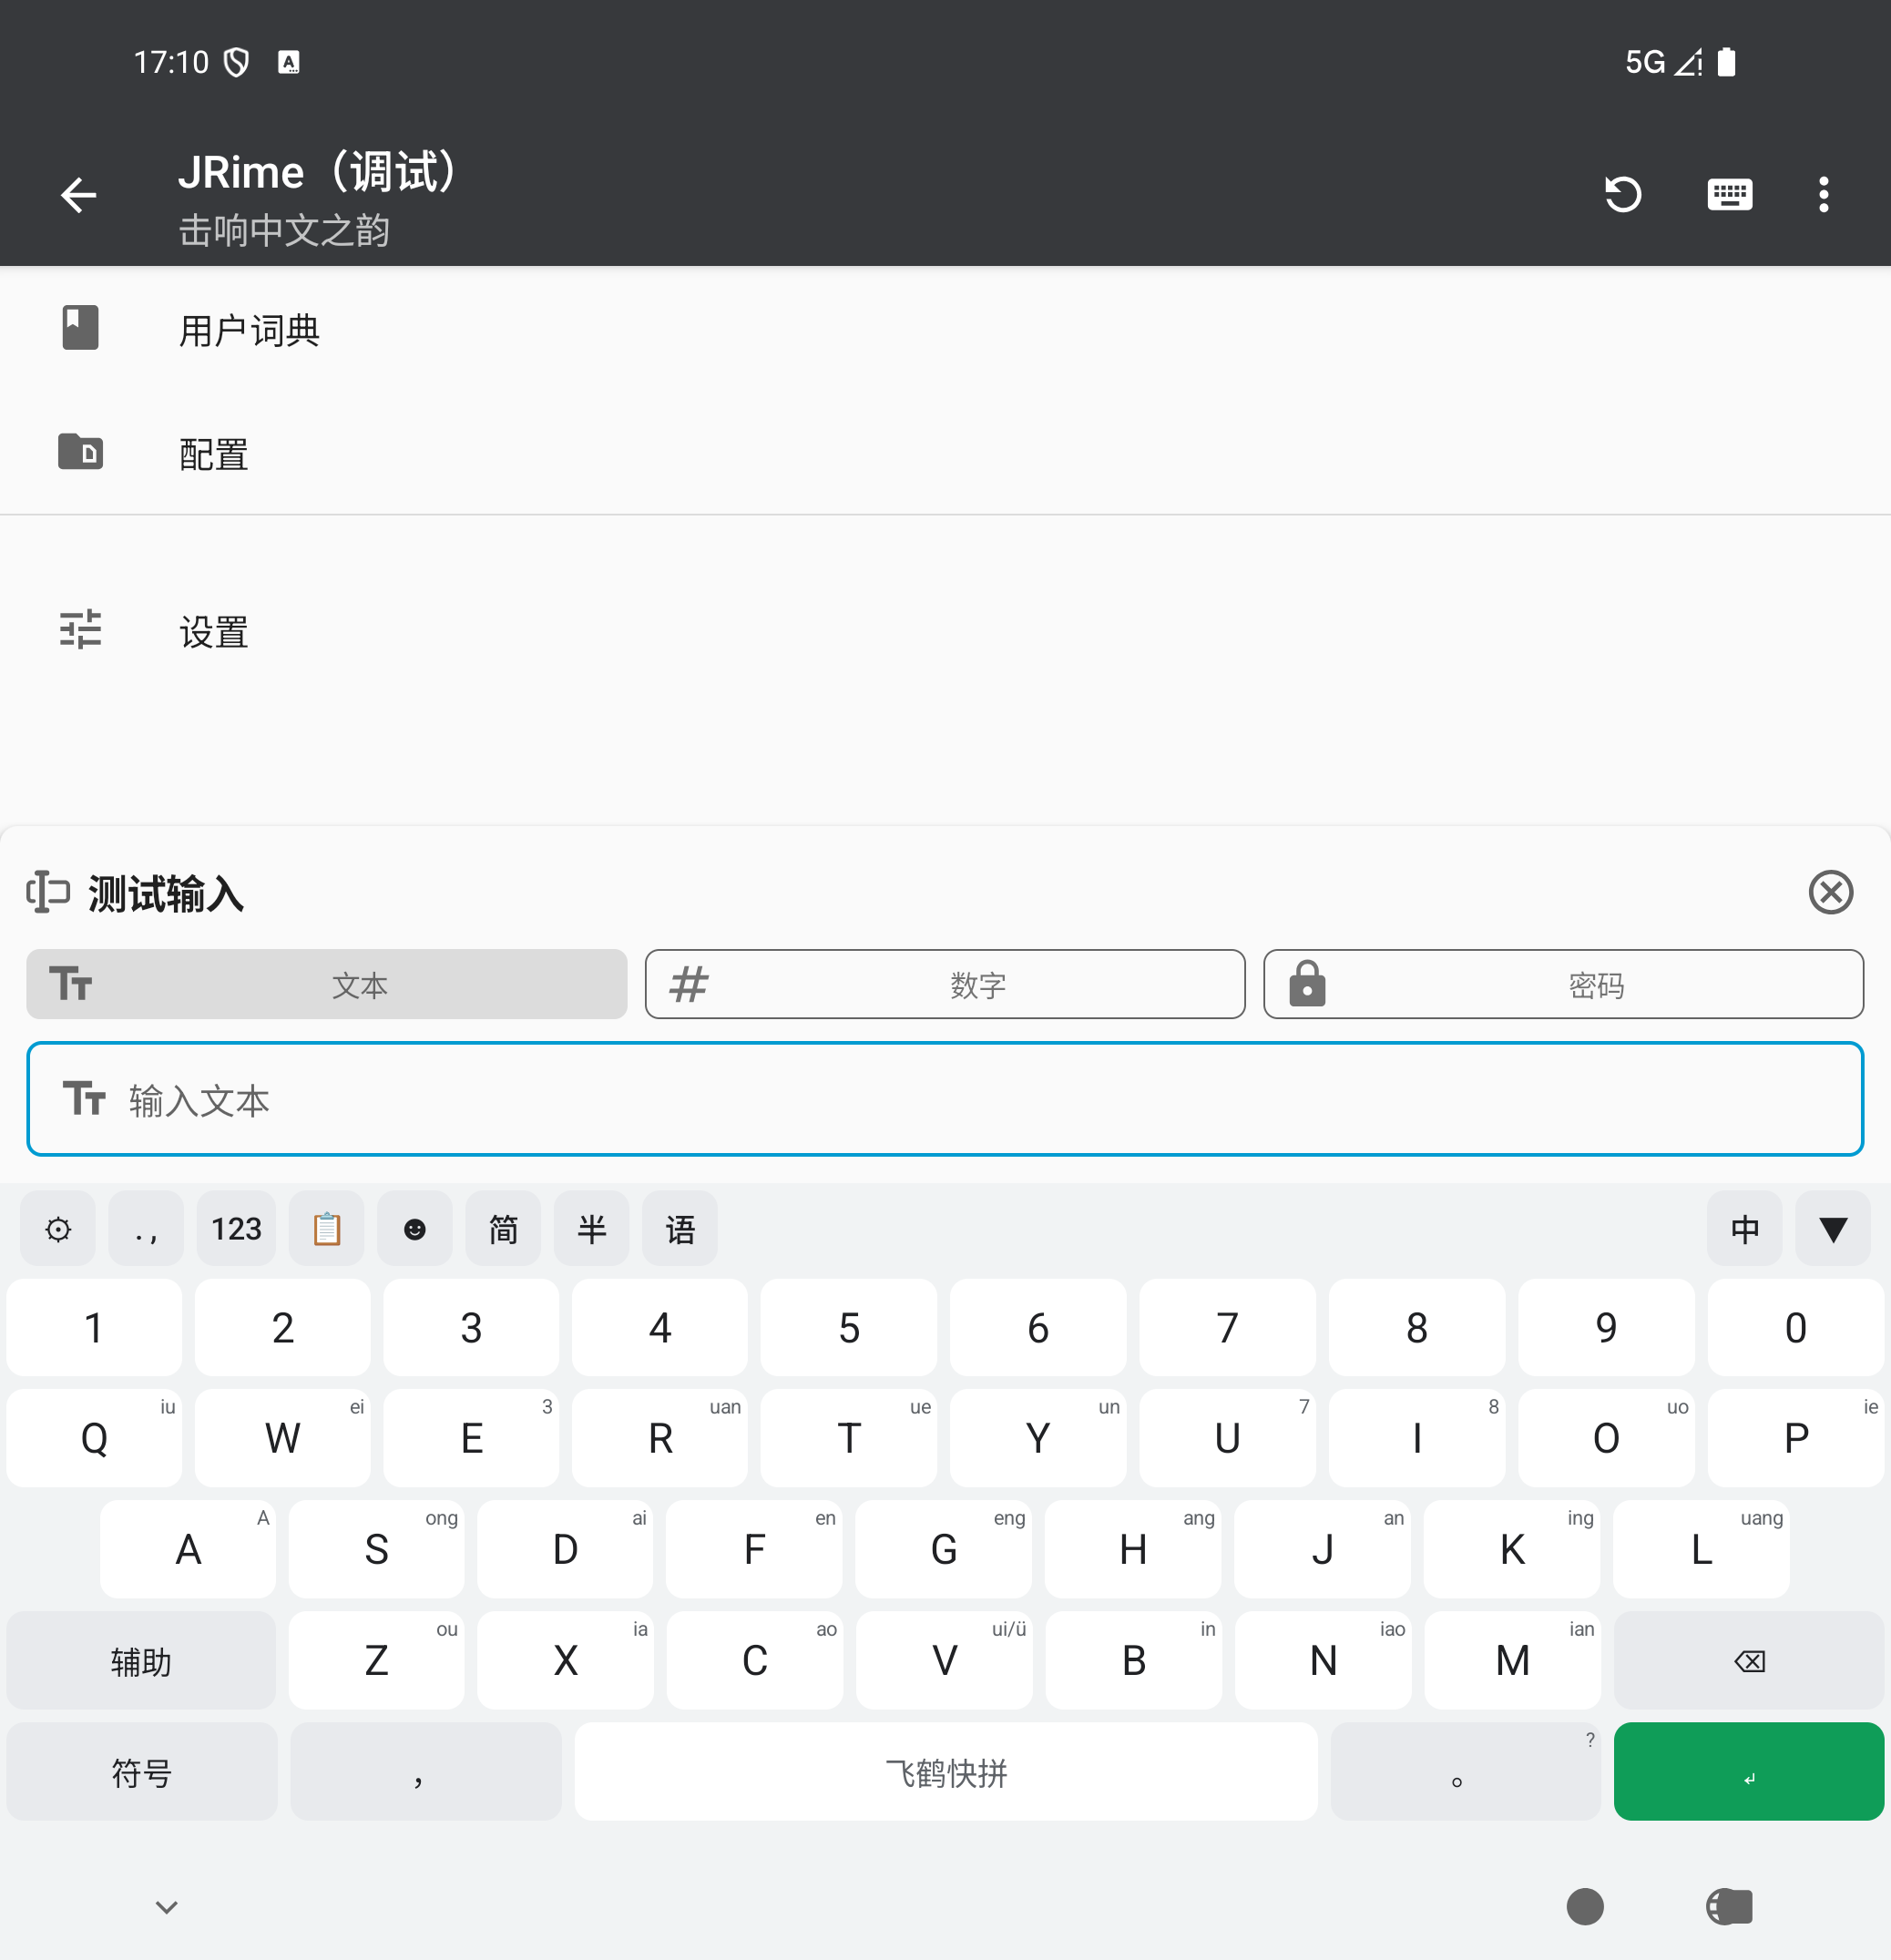 17:10 5G
JRime（调试）
击响中文之韵
用户词典
配置
设置
测试输入
文本 数字 密码
输入文本
. , 123 简 半 语 中
1 2 3 4 5 6 7 8 9 0
iu ei 3 uan ue un 7 8 uo ie
Q W E R T Y U I O P
A ong ai en eng ang an ing uang
A S D F G H J K L
ou ia ao ui/ü in iao ian
辅助 Z X C V B N M
?
符号 ， 飞鹤快拼 。